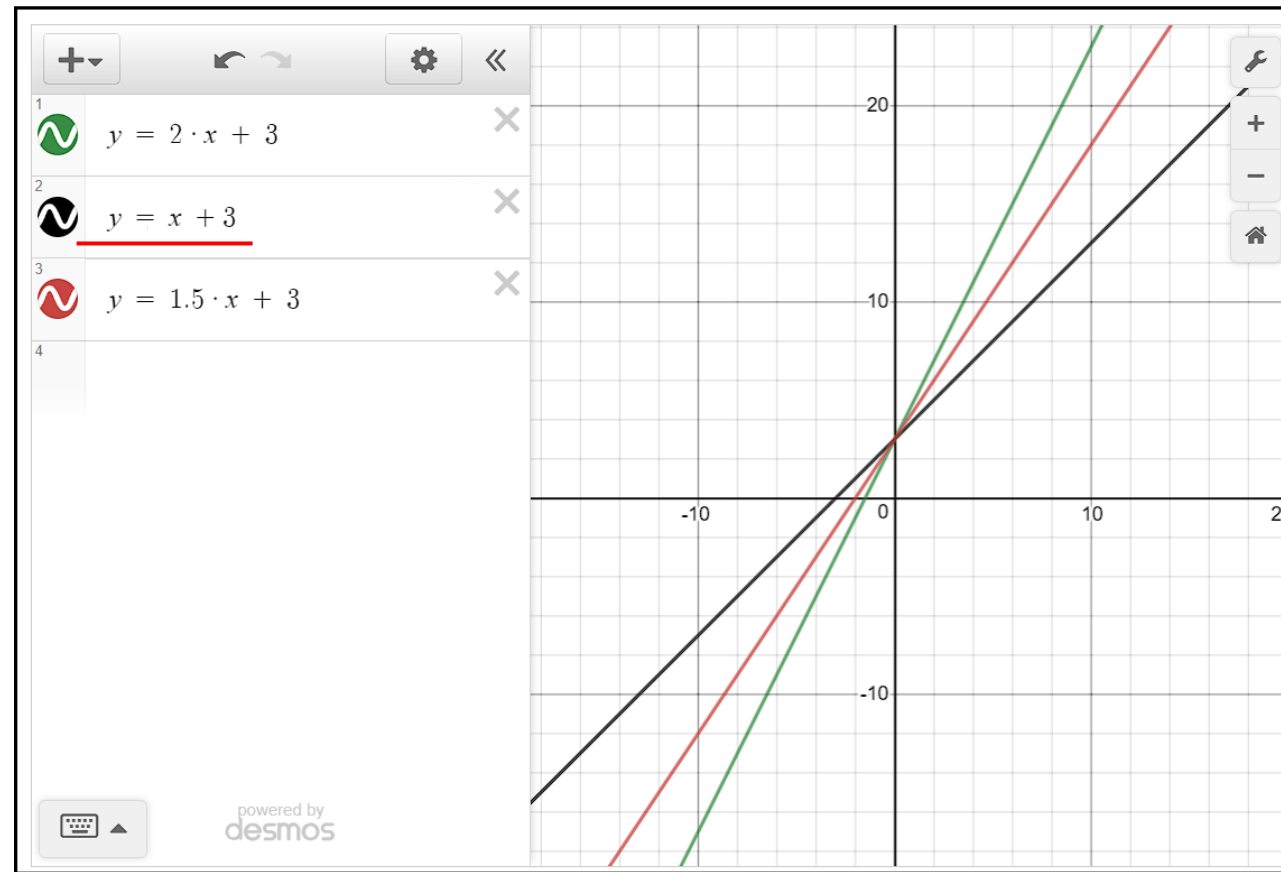 1
y = 2 · x + 3
2
y = x + 3
3
y = 1.5 · x + 3
4
powered by
desmos
20
10
-10
0
10
2
-10